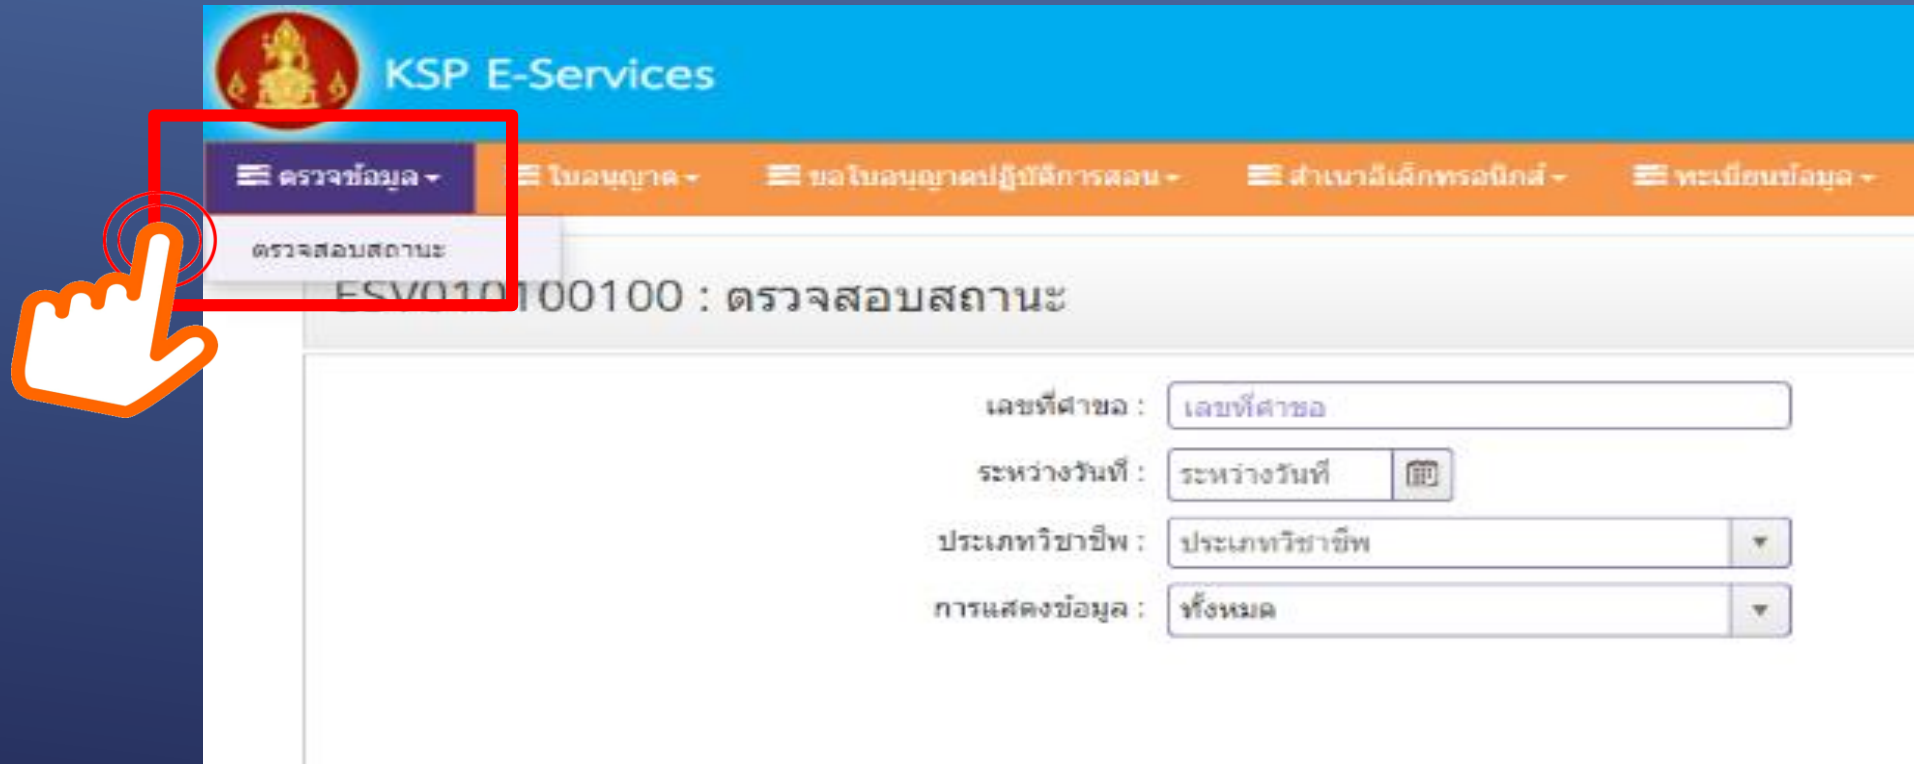 KSP E-Services
ตรวจข้อมูล ใบอนุญาต ขอใบอนุญาตปฏิบัติการสอน สำเนาอิเล็กทรอนิกส์ ทะเบียนข้อมูล
ตรวจสอบสถานะ
ESV010100100 : ตรวจสอบสถานะ
เลขที่คำขอ : เลขที่คำขอ
ระหว่างวันที่ : ระหว่างวันที่
ประเภทวิชาชีพ : ประเภทวิชาชีพ
การแสดงข้อมูล : ทั้งหมด